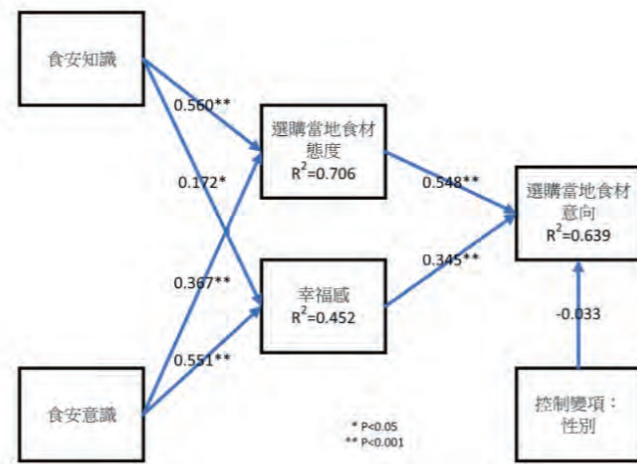 食安知識
0.560**
選購當地食材
態度
R²=0.706
0.172*
0.548**
選購當地食材
意向
R²=0.639
0.367**
0.345**
幸福感
R²=0.452
0.551**
-0.033
食安意識
控制變項：
性別
* P<0.05
** P<0.001